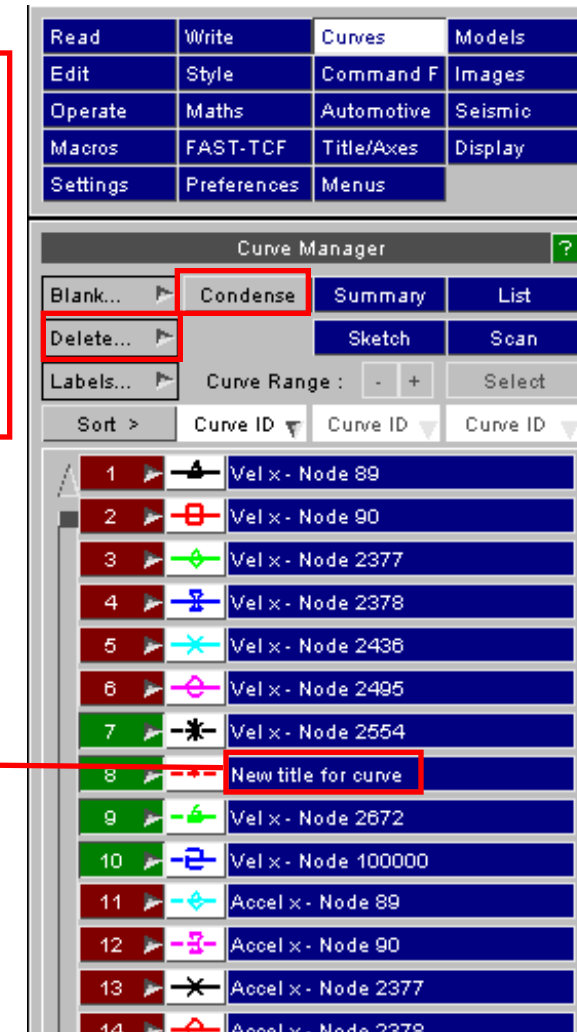 Read Write Curves Models
Edit Style Command F Images
Operate Maths Automotive Seismic
Macros FAST-TCF Title/Axes Display
Settings Preferences Menus
Curve Manager ?
Blank... Condense Summary List
Delete... Sketch Scan
Labels... Curve Range : - + Select
Sort > Curve ID Curve ID Curve ID
1 Vel x - Node 89
2 Vel x - Node 90
3 Vel x - Node 2377
4 Vel x - Node 2378
5 Vel x - Node 2436
6 Vel x - Node 2495
7 Vel x - Node 2554
8 New title for curve
9 Vel x - Node 2672
10 Vel x - Node 100000
11 Accel x - Node 89
12 Accel x - Node 90
13 Accel x - Node 2377
14 Accel x - Node 2378